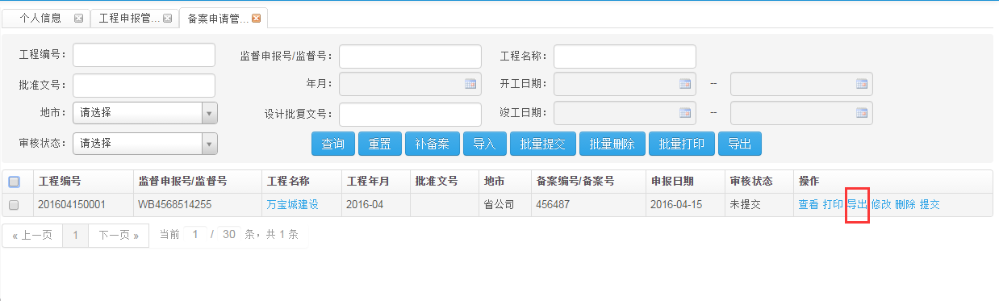 个人信息 工程申报管... 备案申请管...
工程编号： 监督申报号/监督号： 工程名称：
批准文号： 年月： 开工日期： --
地市： 请选择 设计批复文号： 竣工日期： --
审核状态： 请选择 查询 重置 补备案 导入 批量提交 批量删除 批量打印 导出
工程编号 监督申报号/监督号 工程名称 工程年月 批准文号 地市 备案编号/备案号 申报日期 审核状态 操作
201604150001 WB4568514255 万宝城建设 2016-04 省公司 456487 2016-04-15 未提交 查看 打印 导出 修改 删除 提交
« 上一页 1 下一页 » 当前 1 / 30 条，共 1 条